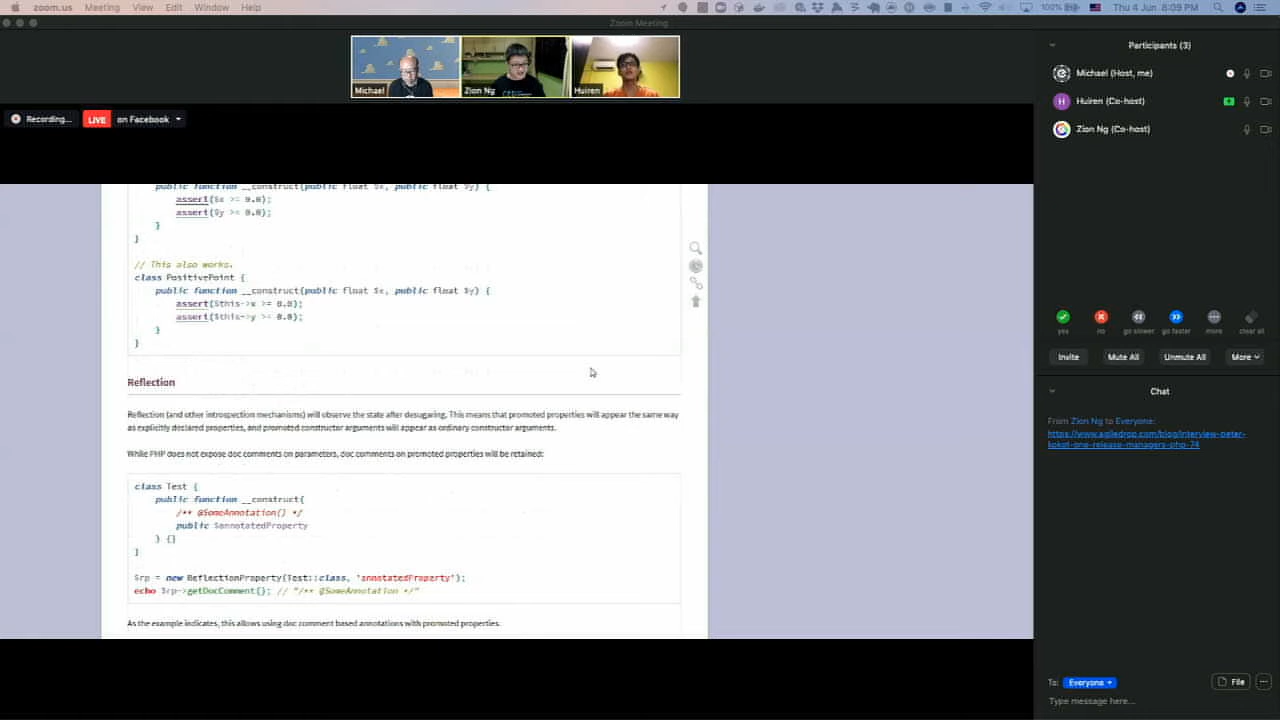 zoom.us Meeting View Edit Window Help
100% Thu 4 Jun 8:09 PM
Zoom Meeting
Michael
Zion Ng
Huiren
Recording... LIVE on Facebook
public function __construct(public float $x, public float $y) {
assert($x >= 0.0);
assert($y >= 0.0);
}
}
// This also works.
class PositivePoint {
public function __construct(public float $x, public float $y) {
assert($this->x >= 0.0);
assert($this->y >= 0.0);
}
}
Reflection
Reflection (and other introspection mechanisms) will observe the state after desugaring. This means that promoted properties will appear the same way
as explicitly declared properties, and promoted constructor arguments will appear as ordinary constructor arguments.
While PHP does not expose doc comments on parameters, doc comments on promoted properties will be retained:
class Test {
public function __construct(
/** @SomeAnnotation() */
public $annotatedProperty
) {}
}
$rp = new ReflectionProperty(Test::class, 'annotatedProperty');
echo $rp->getDocComment(); // "/** @SomeAnnotation */"
As the example indicates, this allows using doc comment based annotations with promoted properties.
Participants (3)
Michael (Host, me)
H Huiren (Co-host)
Zion Ng (Co-host)
yes no go slower go faster more clear all
Invite Mute All Unmute All More
Chat
From Zion Ng to Everyone:
https://www.agiledrop.com/blog/interview-peter-
kokot-one-release-managers-php-74
To: Everyone File
Type message here...